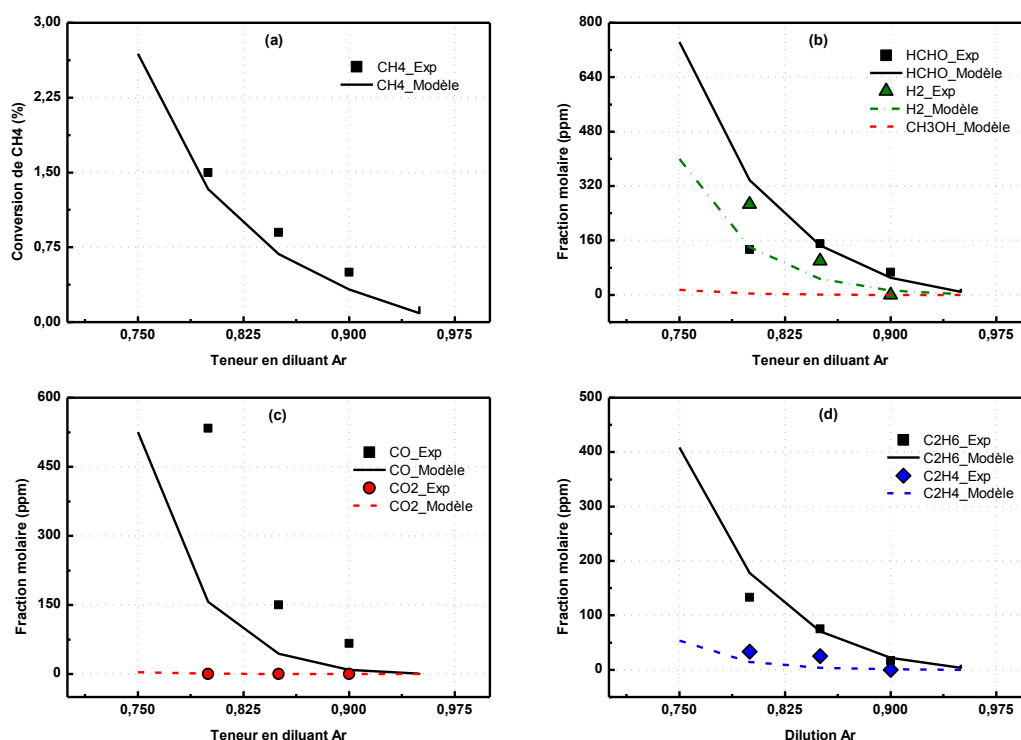 (a)
CH4_Exp
CH4_Modèle
Conversion de CH4 (%)
3,00
2,25
1,50
0,75
0,00
0,750
0,825
0,900
0,975
Teneur en diluant Ar
(b)
HCHO_Exp
HCHO_Modèle
H2_Exp
H2_Modèle
CH3OH_Modèle
Fraction molaire (ppm)
800
640
480
320
160
0
0,750
0,825
0,900
0,975
Teneur en diluant Ar
(c)
CO_Exp
CO_Modèle
CO2_Exp
CO2_Modèle
Fraction molaire (ppm)
600
450
300
150
0
0,750
0,825
0,900
0,975
Teneur en diluant Ar
(d)
C2H6_Exp
C2H6_Modèle
C2H4_Exp
C2H4_Modèle
Fraction molaire (ppm)
500
400
300
200
100
0
50
0,750
0,825
0,900
0,975
Dilution Ar